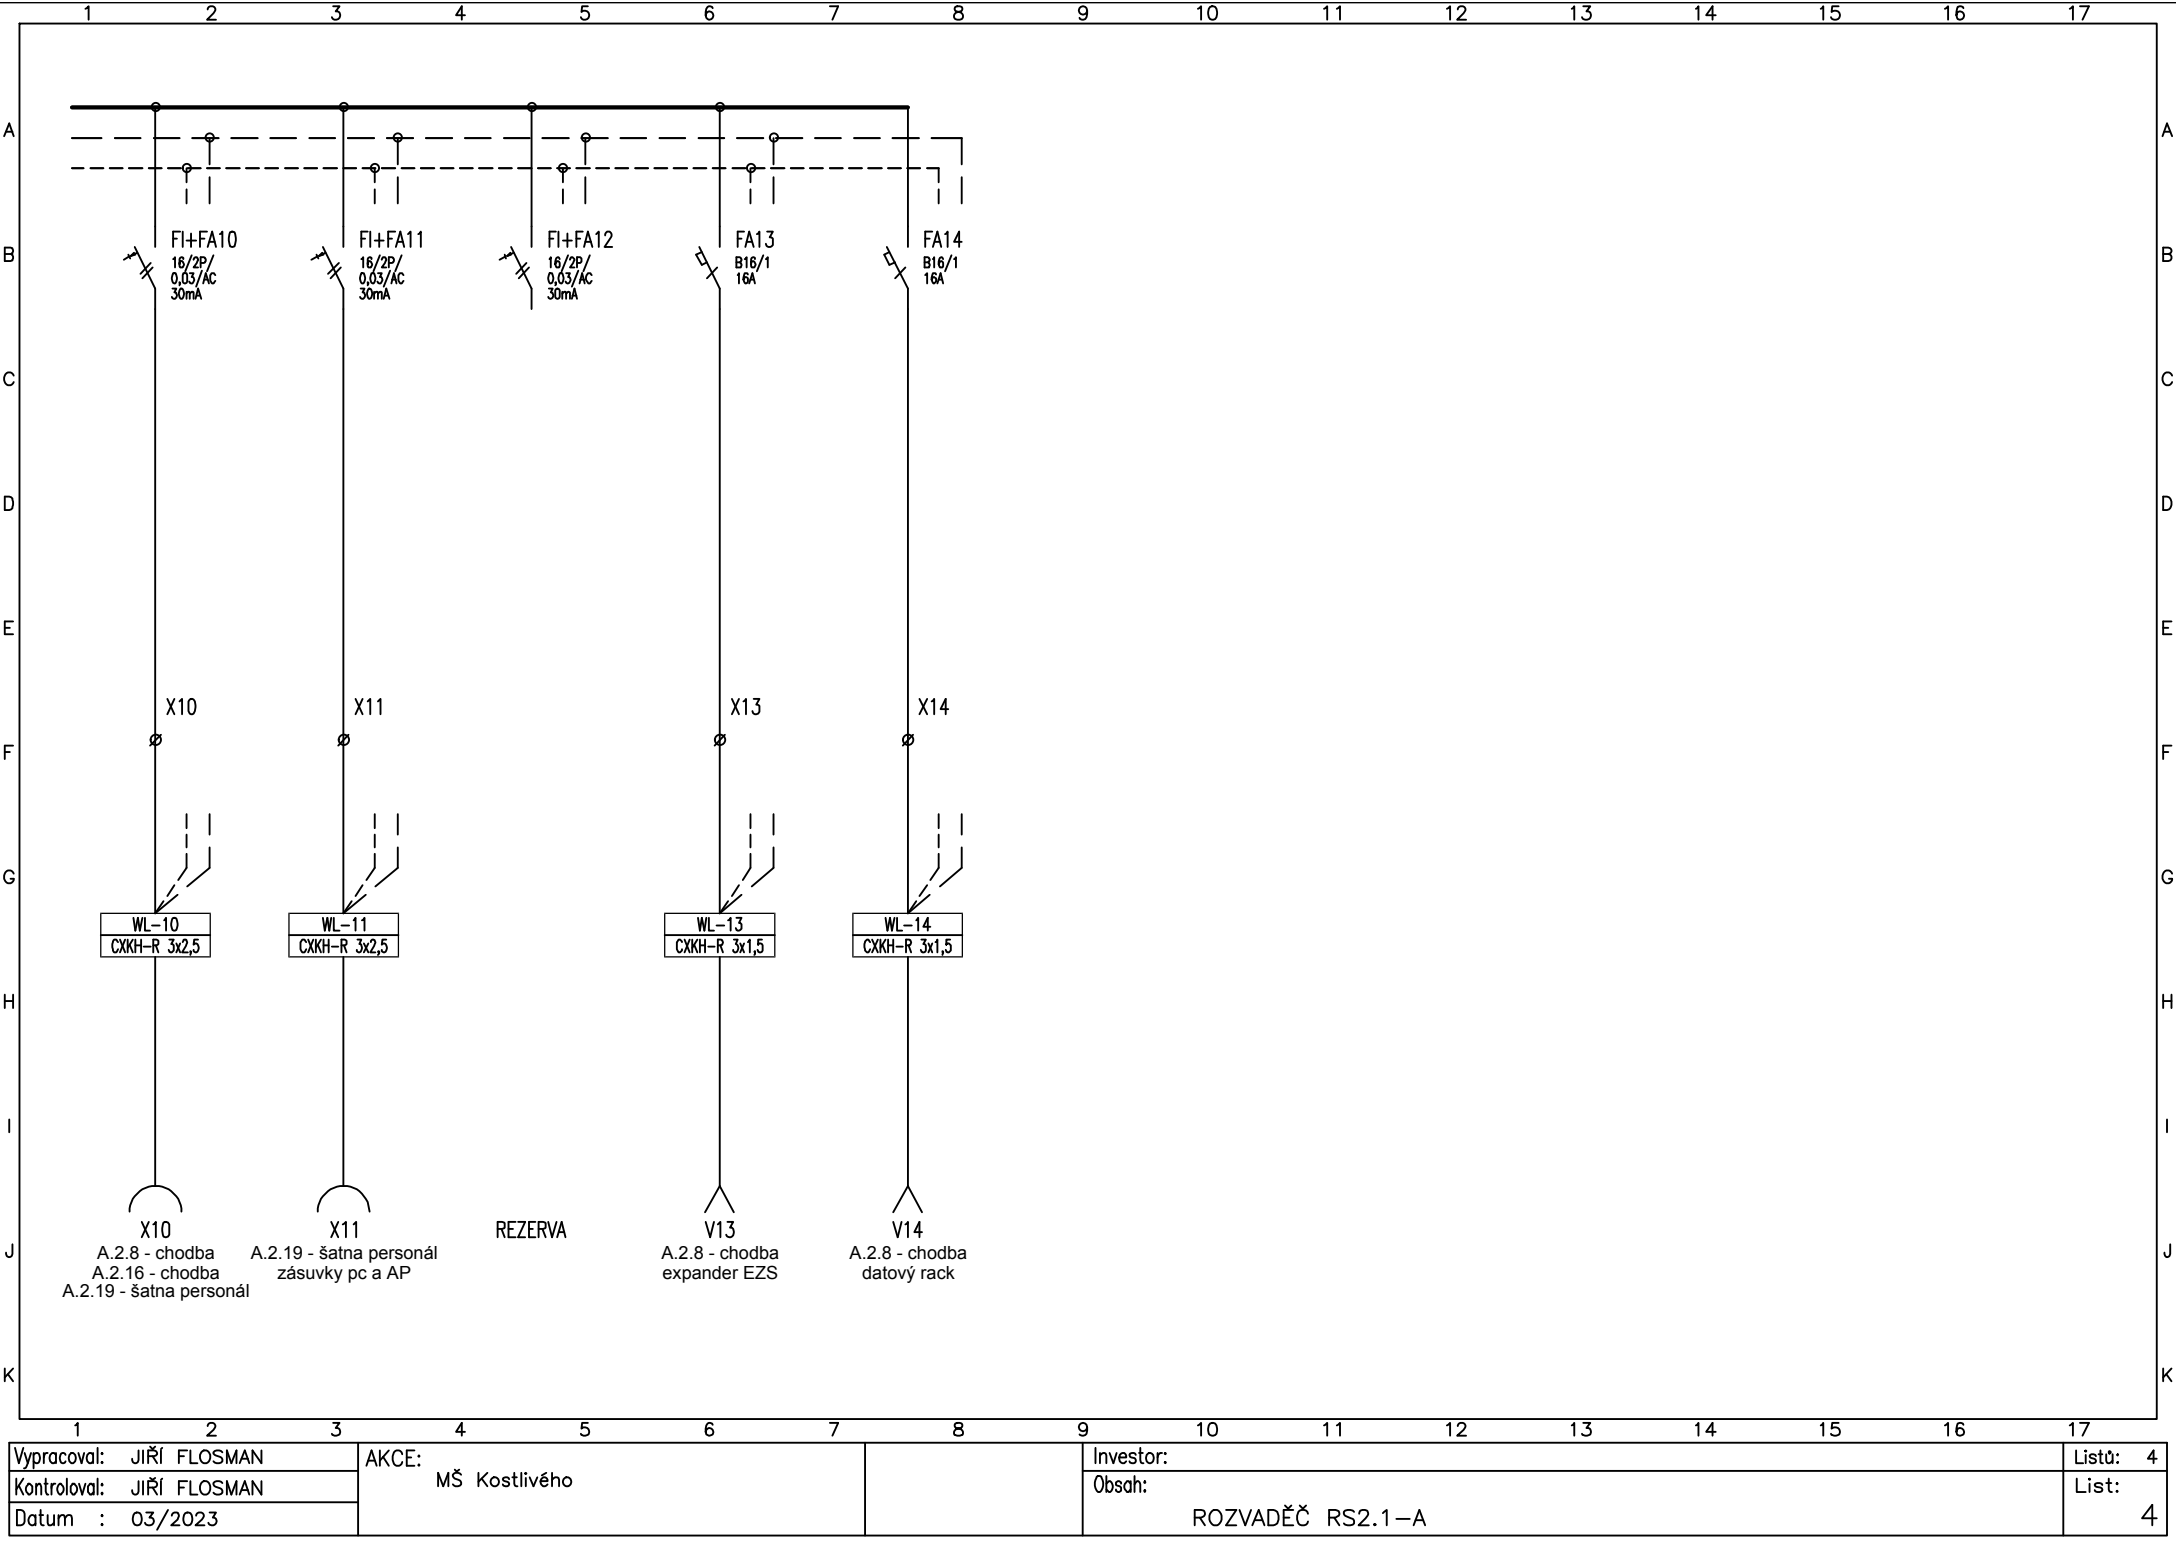 1 2 3 4 5 6 7 8 9 10 11 12 13 14 15 16 17
A A
B B
C C
D D
E E
F F
G G
H H
I I
J J
K K
FI+FA10
16/2P/
0,03/AC
30mA
FI+FA11
16/2P/
0,03/AC
30mA
FI+FA12
16/2P/
0,03/AC
30mA
FA13
B16/1
16A
FA14
B16/1
16A
X10 X11 X13 X14
WL-10
CXKH-R 3x2,5
WL-11
CXKH-R 3x2,5
WL-13
CXKH-R 3x1,5
WL-14
CXKH-R 3x1,5
X10
A.2.8 - chodba
A.2.16 - chodba
A.2.19 - šatna personál
X11
A.2.19 - šatna personál
zásuvky pc a AP
REZERVA
V13
A.2.8 - chodba
expander EZS
V14
A.2.8 - chodba
datový rack
1 2 3 4 5 6 7 8 9 10 11 12 13 14 15 16 17
Vypracoval: JIŘÍ FLOSMAN
Kontroloval: JIŘÍ FLOSMAN
Datum : 03/2023
AKCE:
MŠ Kostlivého
Investor:
Obsah:
ROZVADĚČ RS2.1-A
Listů: 4
List:
4